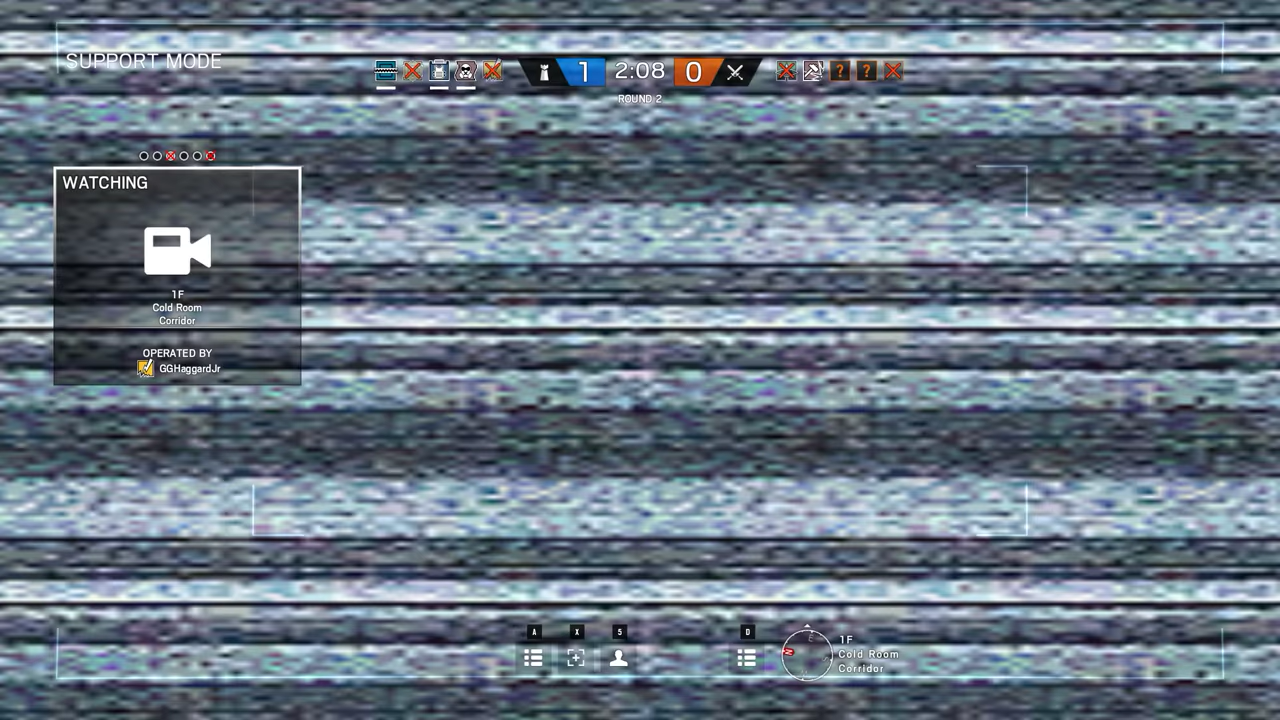 SUPPORT MODE
1 2:08 0
ROUND 2
? ?
WATCHING
1F
Cold Room
Corridor
OPERATED BY
GGHaggardJr
A X 5 D
1F
Cold Room
Corridor